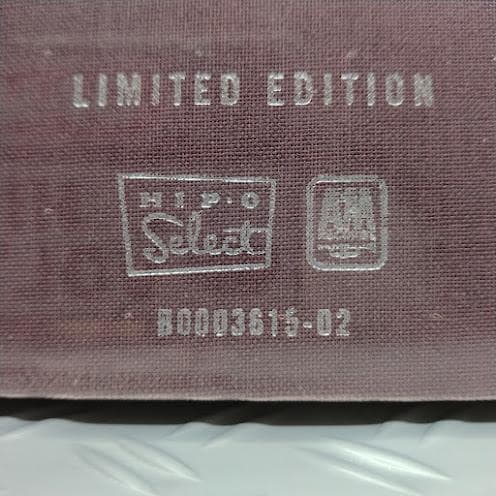 LIMITED EDITION
HIP-O
Select
B0003615-02